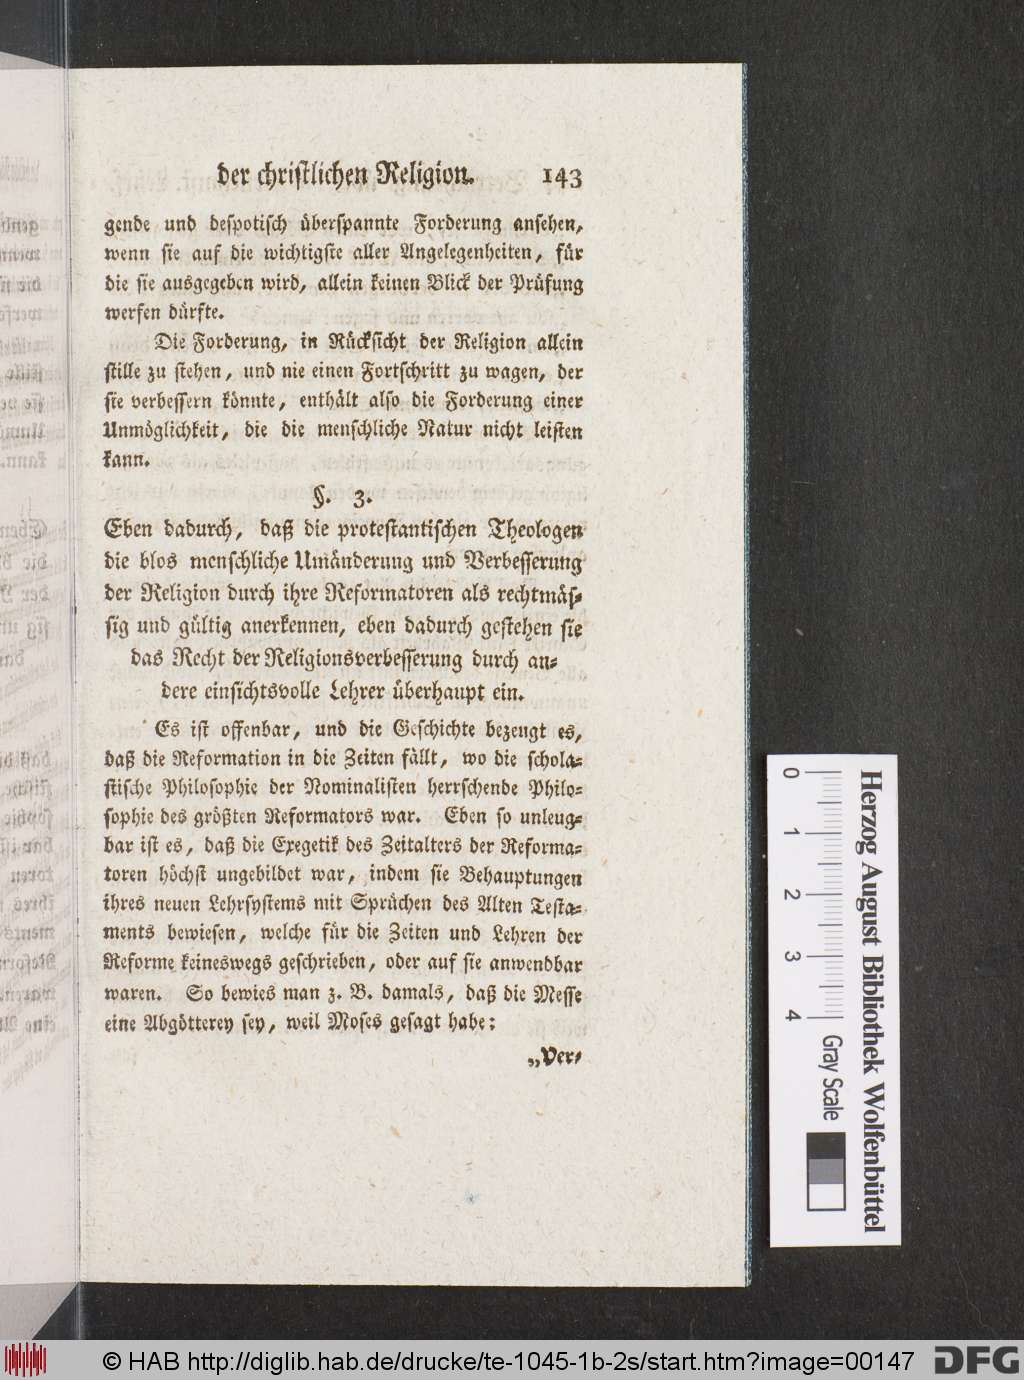 der christlichen Religion. 143
gende und despotisch überspannte Forderung ansehen,
wenn sie auf die wichtigste aller Angelegenheiten, für
die sie ausgegeben wird, allein keinen Blick der Prüfung
werfen dürfte.
Die Forderung, in Rücksicht der Religion allein
stille zu stehen, und nie einen Fortschritt zu wagen, der
sie verbessern könnte, enthält also die Forderung einer
Unmöglichkeit, die die menschliche Natur nicht leisten
kann.
§. 3.
Eben dadurch, daß die protestantischen Theologen
die blos menschliche Umänderung und Verbesserung
der Religion durch ihre Reformatoren als rechtmäs-
sig und gültig anerkennen, eben dadurch gestehen sie
das Recht der Religionsverbesserung durch an-
dere einsichtsvolle Lehrer überhaupt ein.
Es ist offenbar, und die Geschichte bezeugt es,
daß die Reformation in die Zeiten fällt, wo die schola-
stische Philosophie der Nominalisten herrschende Philo-
sophie des größten Reformators war. Eben so unleug-
bar ist es, daß die Exegetik des Zeitalters der Reforma-
toren höchst ungebildet war, indem sie Behauptungen
ihres neuen Lehrsystems mit Sprüchen des Alten Testa-
ments bewiesen, welche für die Zeiten und Lehren der
Reforme keineswegs geschrieben, oder auf sie anwendbar
waren. So bewies man z. B. damals, daß die Messe
eine Abgötterey sey, weil Moses gesagt habe:
„Ver-
Herzog August Bibliothek Wolfenbüttel
0 1 2 3 4 Gray Scale
© HAB http://diglib.hab.de/drucke/te-1045-1b-2s/start.htm?image=00147 DFG